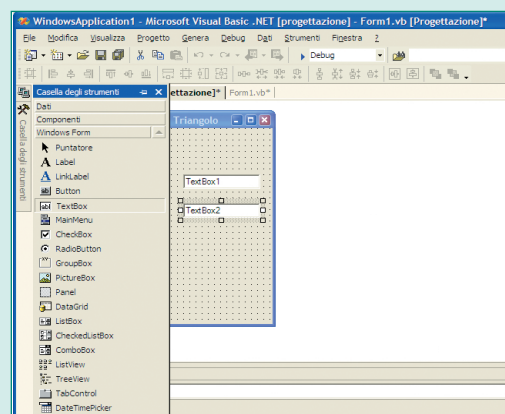 WindowsApplication1 - Microsoft Visual Basic .NET [progettazione] - Form1.vb [Progettazione]*
File Modifica Visualizza Progetto Genera Debug Dati Strumenti Finestra ?
Debug
Casella degli strumenti
ettazione]* Form1.vb*
Dati
Componenti
Windows Form
Casella degli strumenti
Triangolo
Puntatore
Label
LinkLabel
Button
TextBox
MainMenu
CheckBox
RadioButton
GroupBox
PictureBox
Panel
DataGrid
ListBox
CheckedListBox
ComboBox
ListView
TreeView
TabControl
DateTimePicker
TextBox1
TextBox2